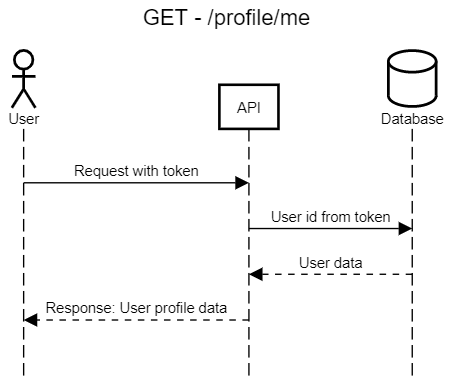 GET - /profile/me
User
API
Database
Request with token
User id from token
User data
Response: User profile data